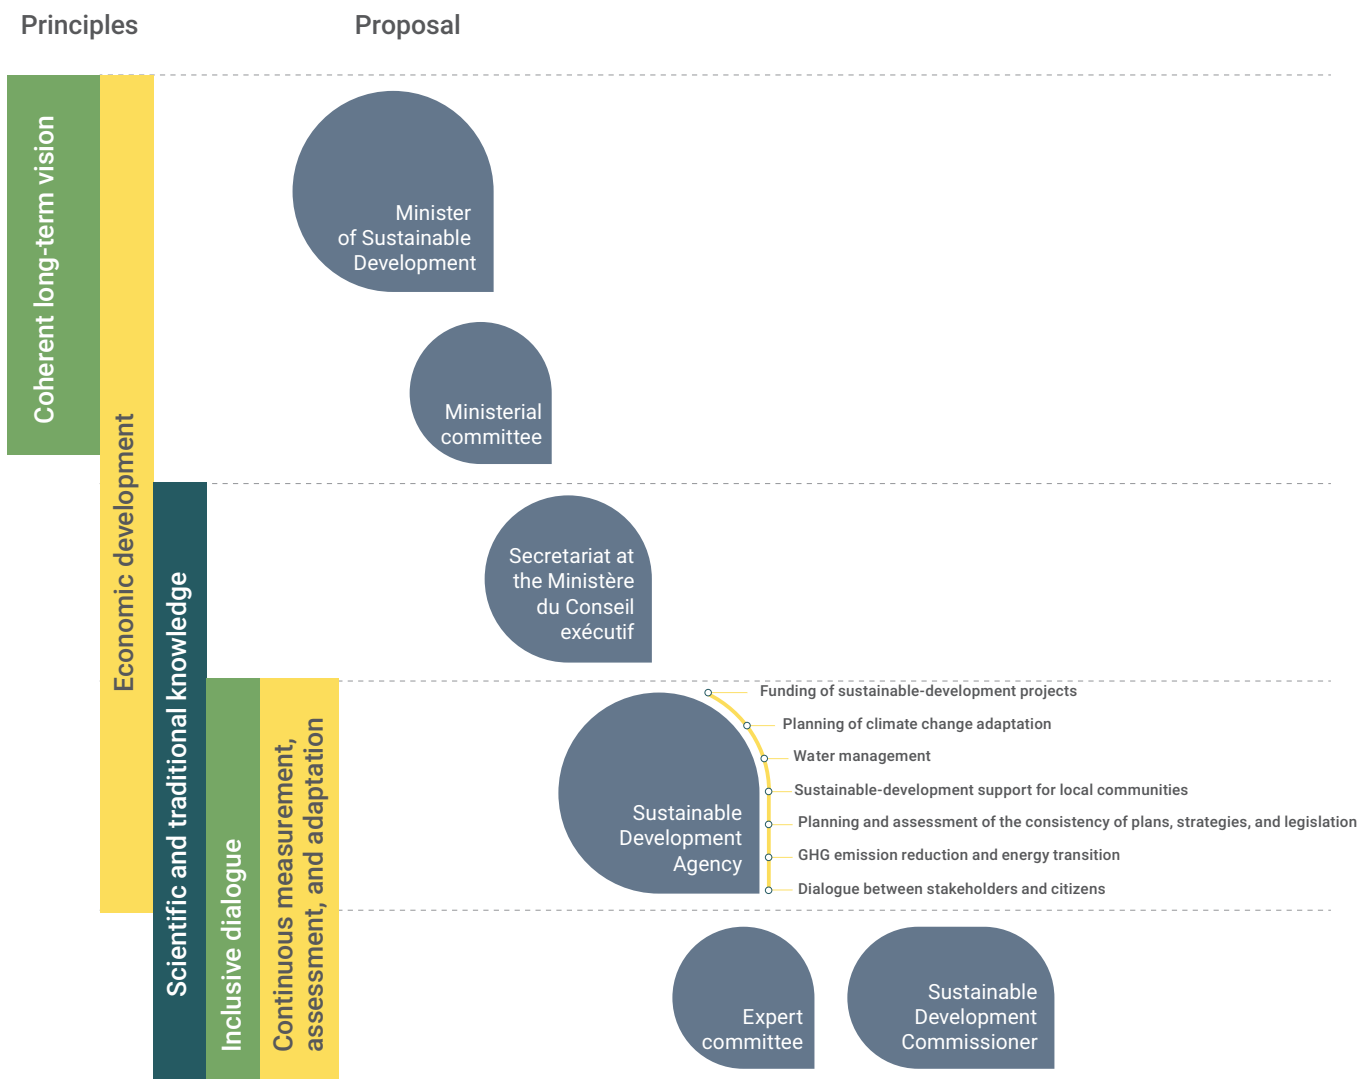 Principles
Proposal
Coherent long-term vision
Economic development
Scientific and traditional knowledge
Inclusive dialogue
Continuous measurement,
assessment, and adaptation
Minister
of Sustainable
Development
Ministerial
committee
Secretariat at
the Ministère
du Conseil
exécutif
Sustainable
Development
Agency
Funding of sustainable-development projects
Planning of climate change adaptation
Water management
Sustainable-development support for local communities
Planning and assessment of the consistency of plans, strategies, and legislation
GHG emission reduction and energy transition
Dialogue between stakeholders and citizens
Expert
committee
Sustainable
Development
Commissioner